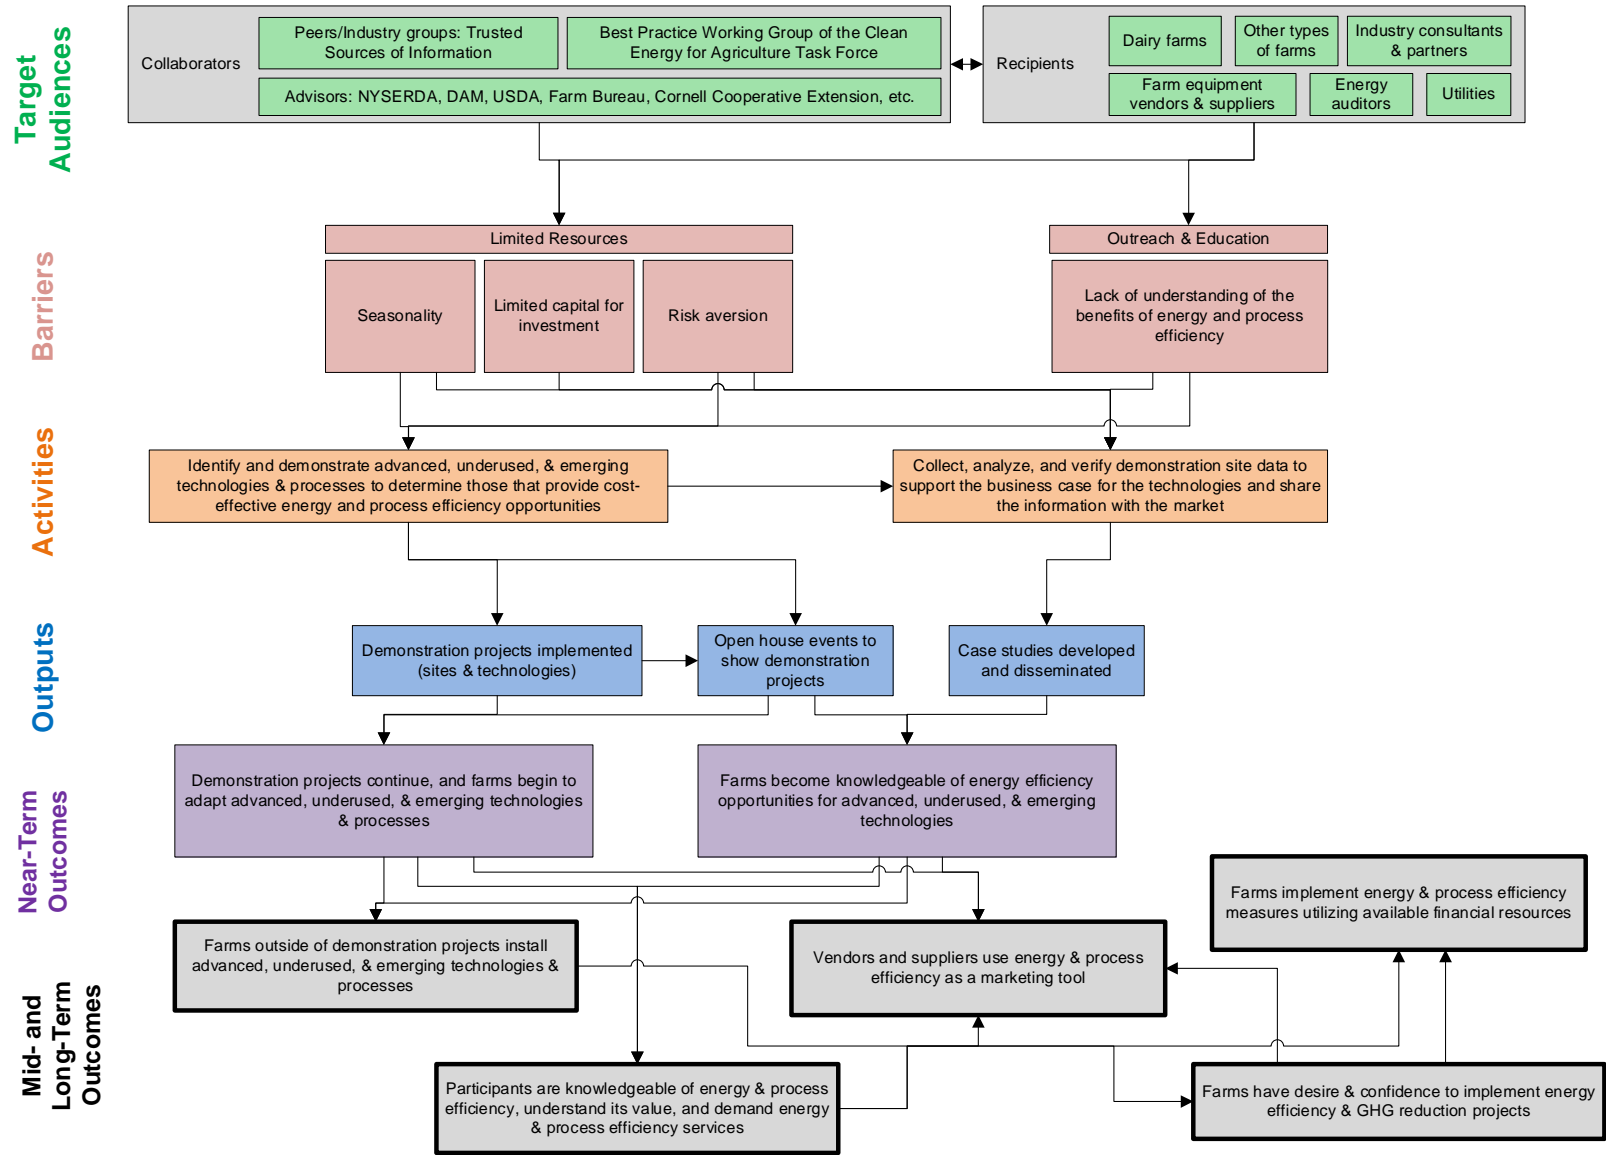 Target
Audiences
Collaborators
Peers/Industry groups: Trusted
Sources of Information
Best Practice Working Group of the Clean
Energy for Agriculture Task Force
Advisors: NYSERDA, DAM, USDA, Farm Bureau, Cornell Cooperative Extension, etc.
Recipients
Dairy farms
Other types
of farms
Industry consultants
& partners
Farm equipment
vendors & suppliers
Energy
auditors
Utilities
Barriers
Limited Resources
Seasonality
Limited capital for
investment
Risk aversion
Outreach & Education
Lack of understanding of the
benefits of energy and process
efficiency
Activities
Identify and demonstrate advanced, underused, & emerging
technologies & processes to determine those that provide cost-
effective energy and process efficiency opportunities
Collect, analyze, and verify demonstration site data to
support the business case for the technologies and share
the information with the market
Outputs
Demonstration projects implemented
(sites & technologies)
Open house events to
show demonstration
projects
Case studies developed
and disseminated
Near-Term
Outcomes
Demonstration projects continue, and farms begin to
adapt advanced, underused, & emerging technologies
& processes
Farms become knowledgeable of energy efficiency
opportunities for advanced, underused, & emerging
technologies
Mid- and
Long-Term
Outcomes
Farms implement energy & process efficiency
measures utilizing available financial resources
Farms outside of demonstration projects install
advanced, underused, & emerging technologies &
processes
Vendors and suppliers use energy & process
efficiency as a marketing tool
Participants are knowledgeable of energy & process
efficiency, understand its value, and demand energy
& process efficiency services
Farms have desire & confidence to implement energy
efficiency & GHG reduction projects